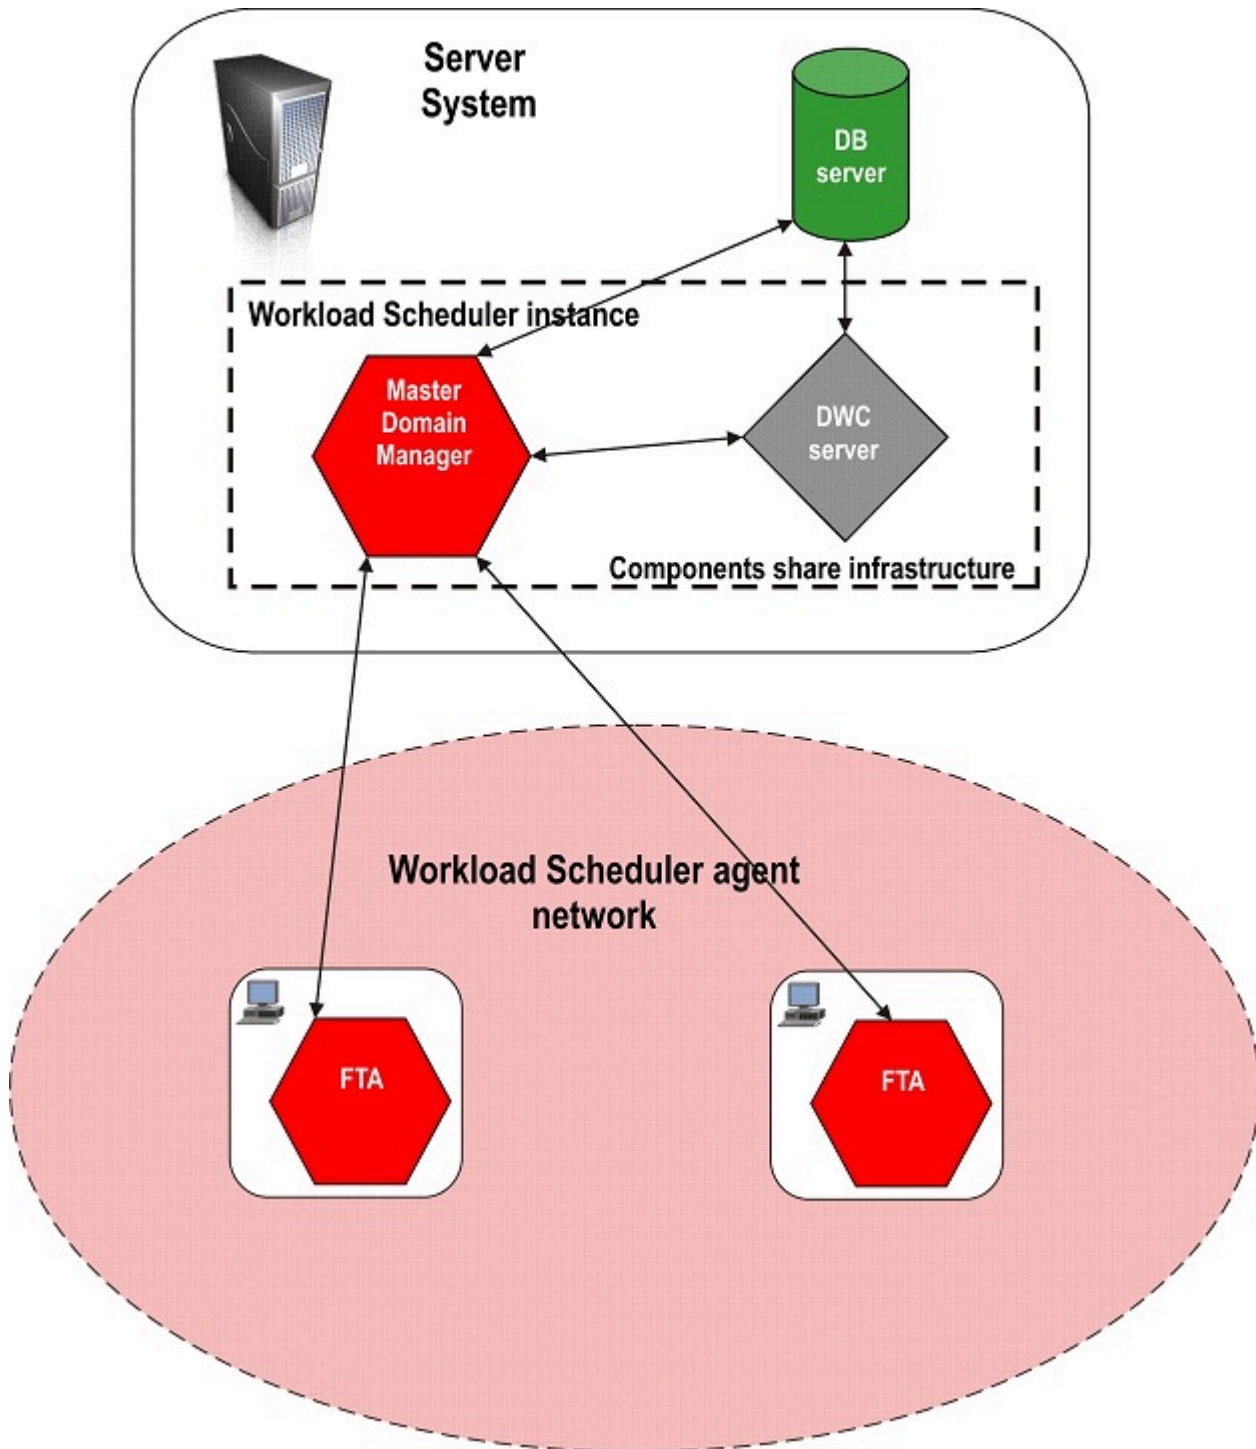 Server
System
DB
server
Workload Scheduler instance
Master
Domain
Manager
DWC
server
Components share infrastructure
Workload Scheduler agent
network
FTA
FTA